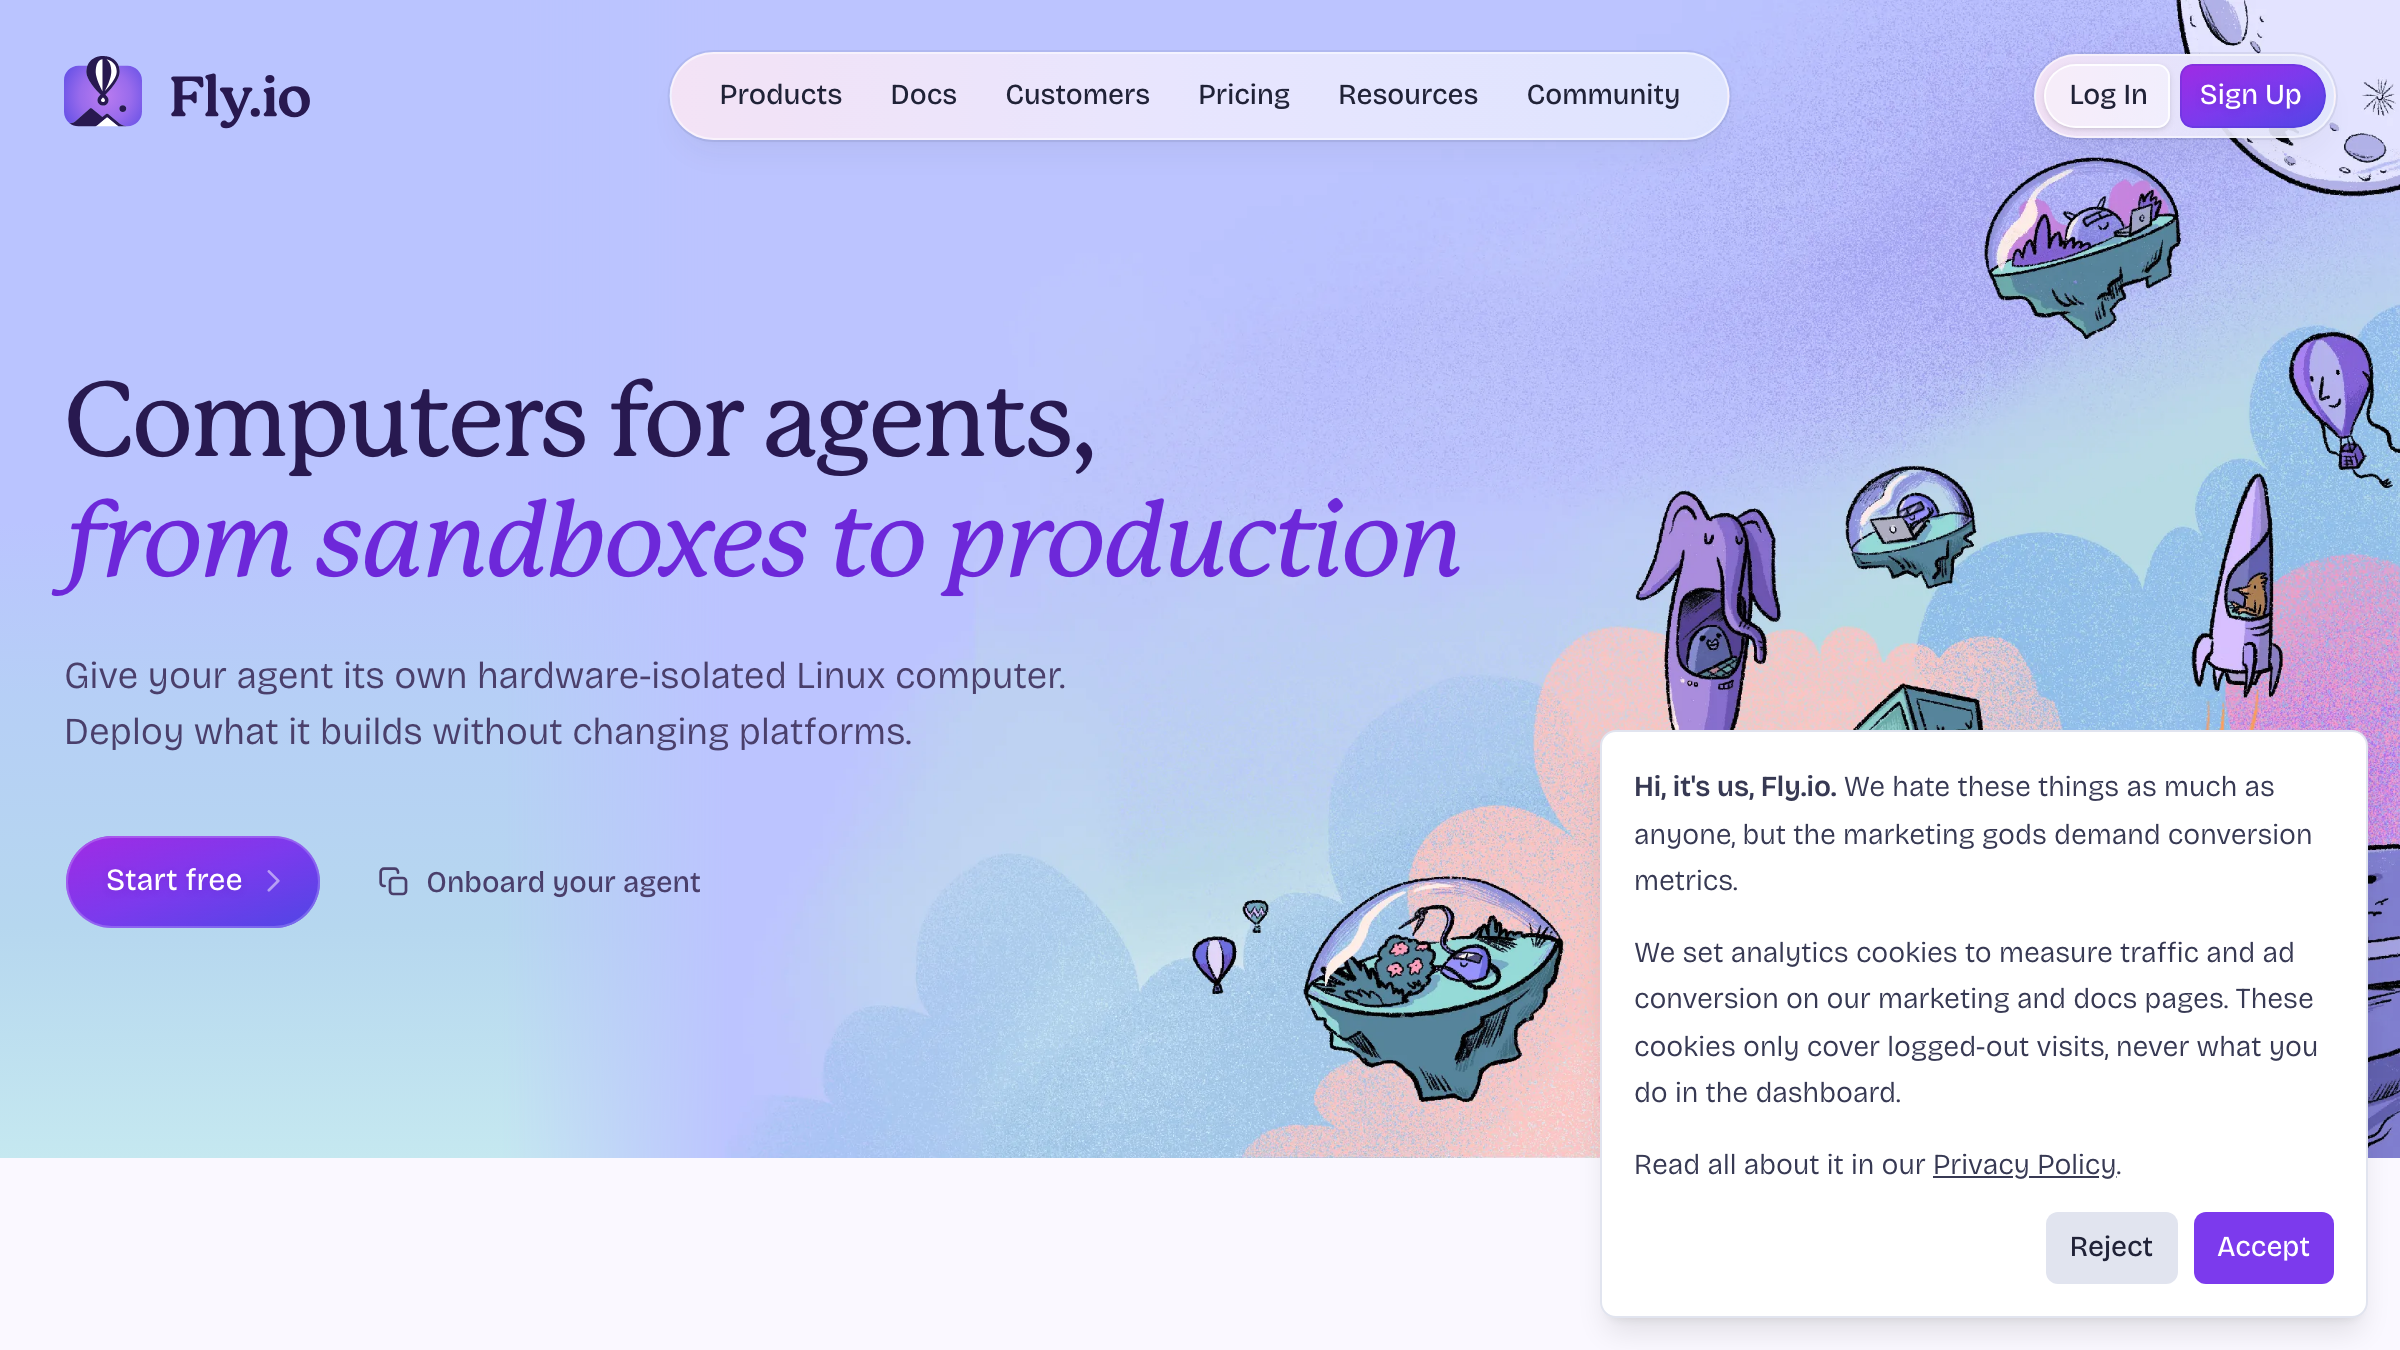 Fly.io
Products
Docs
Customers
Pricing
Resources
Community
Log In
Sign Up
Computers for agents,
from sandboxes to production
Give your agent its own hardware-isolated Linux computer.
Deploy what it builds without changing platforms.
Start free
Onboard your agent
Hi, it's us, Fly.io. We hate these things as much as
anyone, but the marketing gods demand conversion
metrics.
We set analytics cookies to measure traffic and ad
conversion on our marketing and docs pages. These
cookies only cover logged-out visits, never what you
do in the dashboard.
Read all about it in our Privacy Policy.
Reject
Accept